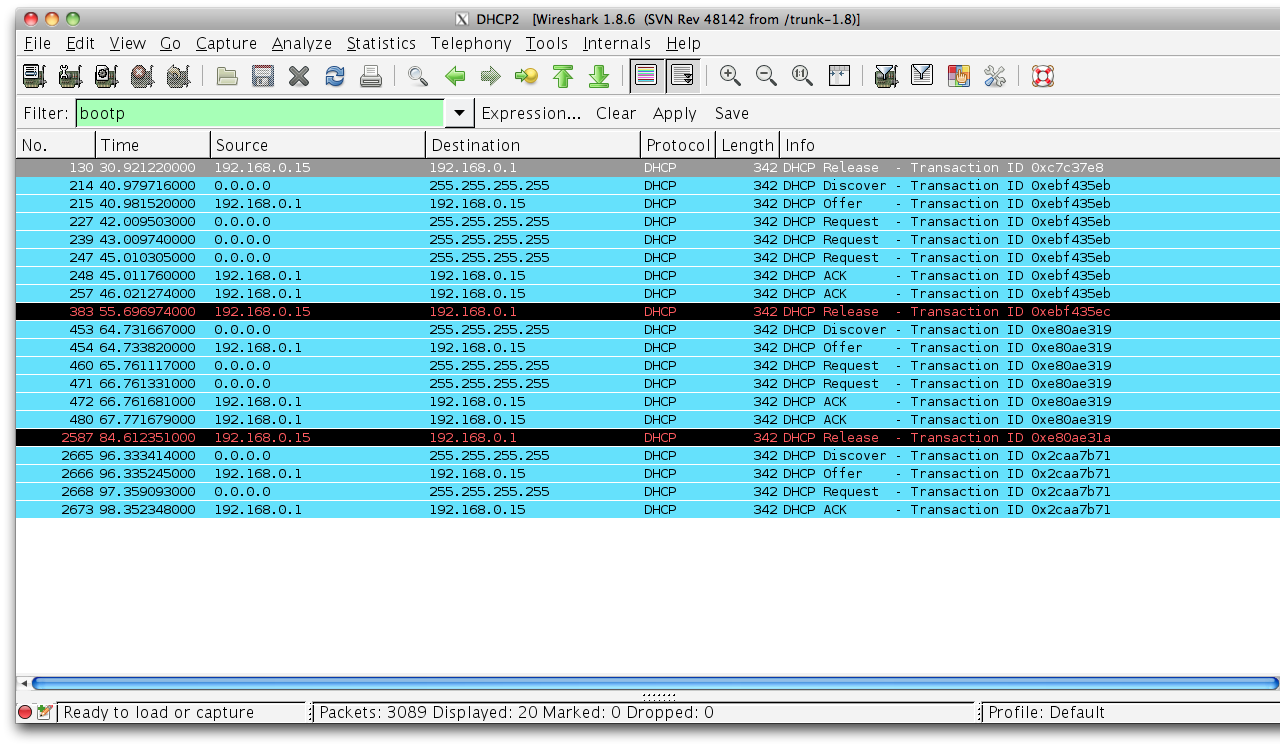 DHCP2 [Wireshark 1.8.6 (SVN Rev 48142 from /trunk-1.8)]
File Edit View Go Capture Analyze Statistics Telephony Tools Internals Help
Filter: bootp Expression... Clear Apply Save
No. Time Source Destination Protocol Length Info
130 30.921220000 192.168.0.15 192.168.0.1 DHCP 342 DHCP Release - Transaction ID 0xc7c37e8
214 40.979716000 0.0.0.0 255.255.255.255 DHCP 342 DHCP Discover - Transaction ID 0xebf435eb
215 40.981520000 192.168.0.1 192.168.0.15 DHCP 342 DHCP Offer - Transaction ID 0xebf435eb
227 42.009503000 0.0.0.0 255.255.255.255 DHCP 342 DHCP Request - Transaction ID 0xebf435eb
239 43.009740000 0.0.0.0 255.255.255.255 DHCP 342 DHCP Request - Transaction ID 0xebf435eb
247 45.010305000 0.0.0.0 255.255.255.255 DHCP 342 DHCP Request - Transaction ID 0xebf435eb
248 45.011760000 192.168.0.1 192.168.0.15 DHCP 342 DHCP ACK - Transaction ID 0xebf435eb
257 46.021274000 192.168.0.1 192.168.0.15 DHCP 342 DHCP ACK - Transaction ID 0xebf435eb
383 55.696974000 192.168.0.15 192.168.0.1 DHCP 342 DHCP Release - Transaction ID 0xebf435ec
453 64.731667000 0.0.0.0 255.255.255.255 DHCP 342 DHCP Discover - Transaction ID 0xe80ae319
454 64.733820000 192.168.0.1 192.168.0.15 DHCP 342 DHCP Offer - Transaction ID 0xe80ae319
460 65.761117000 0.0.0.0 255.255.255.255 DHCP 342 DHCP Request - Transaction ID 0xe80ae319
471 66.761331000 0.0.0.0 255.255.255.255 DHCP 342 DHCP Request - Transaction ID 0xe80ae319
472 66.761681000 192.168.0.1 192.168.0.15 DHCP 342 DHCP ACK - Transaction ID 0xe80ae319
480 67.771679000 192.168.0.1 192.168.0.15 DHCP 342 DHCP ACK - Transaction ID 0xe80ae319
2587 84.612351000 192.168.0.15 192.168.0.1 DHCP 342 DHCP Release - Transaction ID 0xe80ae31a
2665 96.333414000 0.0.0.0 255.255.255.255 DHCP 342 DHCP Discover - Transaction ID 0x2caa7b71
2666 96.335245000 192.168.0.1 192.168.0.15 DHCP 342 DHCP Offer - Transaction ID 0x2caa7b71
2668 97.359093000 0.0.0.0 255.255.255.255 DHCP 342 DHCP Request - Transaction ID 0x2caa7b71
2673 98.352348000 192.168.0.1 192.168.0.15 DHCP 342 DHCP ACK - Transaction ID 0x2caa7b71
Ready to load or capture Packets: 3089 Displayed: 20 Marked: 0 Dropped: 0 Profile: Default